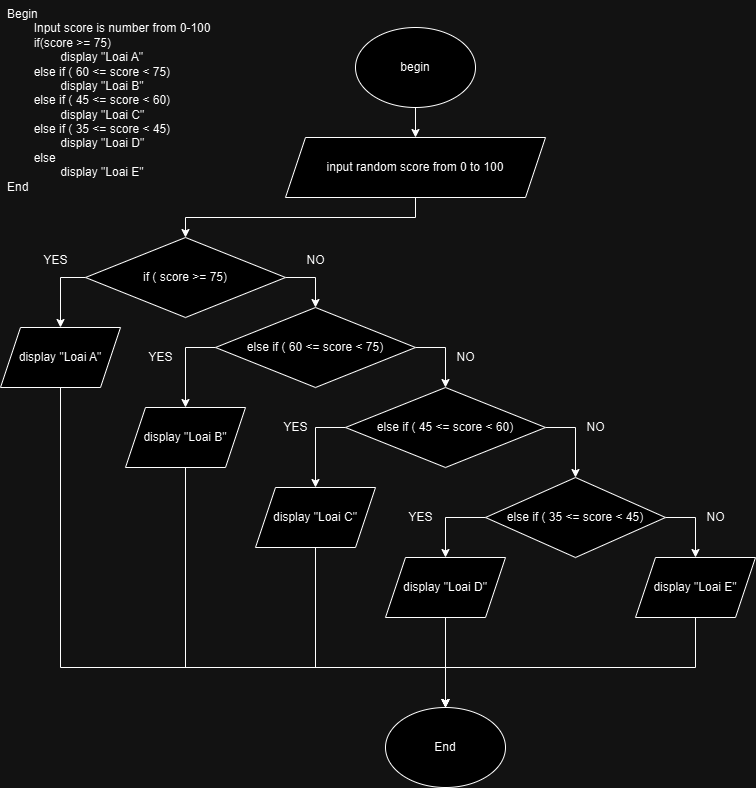 Begin
Input score is number from 0-100
if(score >= 75)
display "Loai A"
else if ( 60 <= score < 75)
display "Loai B"
else if ( 45 <= score < 60)
display "Loai C"
else if ( 35 <= score < 45)
display "Loai D"
else
display "Loai E"
End
begin
input random score from 0 to 100
if ( score >= 75)
YES
NO
display "Loai A"
else if ( 60 <= score < 75)
YES
NO
display "Loai B"
else if ( 45 <= score < 60)
YES
NO
display "Loai C"
else if ( 35 <= score < 45)
YES
NO
display "Loai D"
display "Loai E"
End